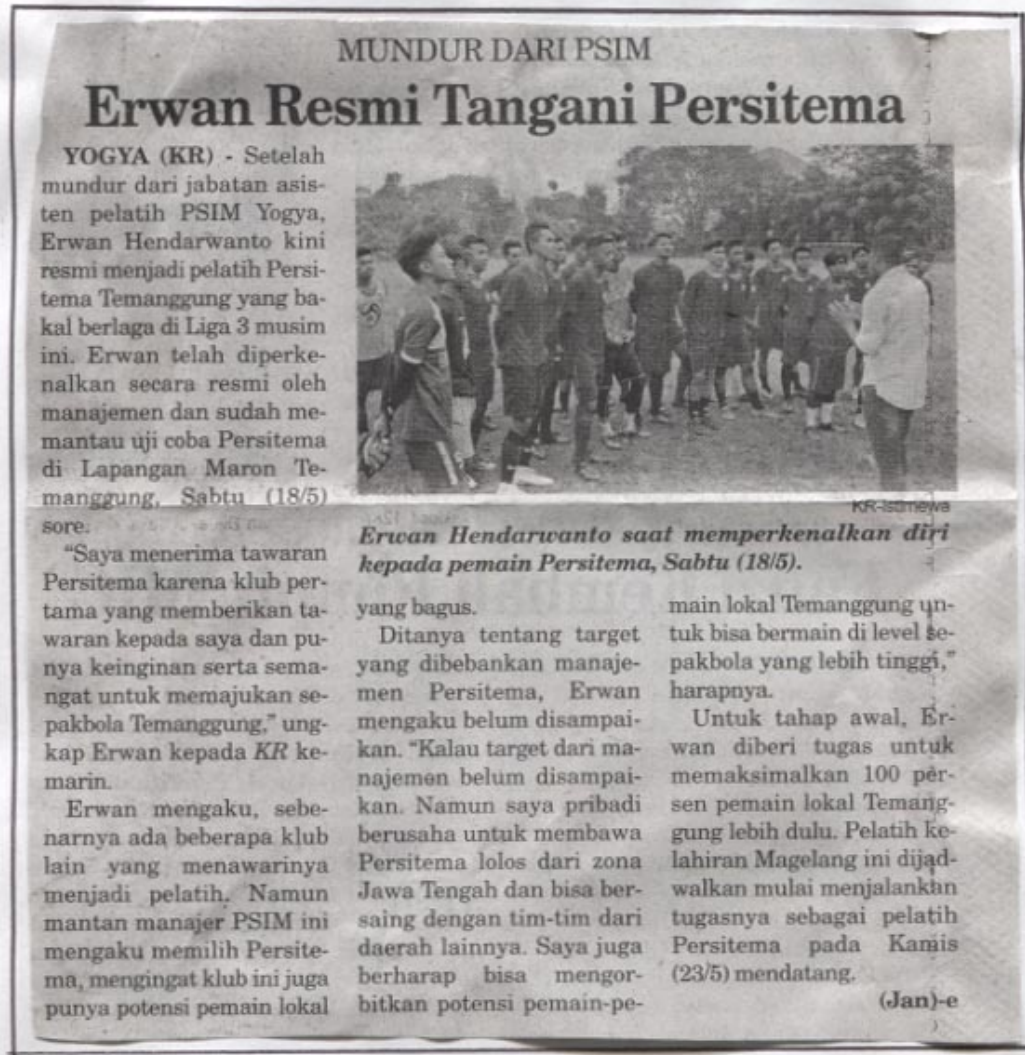 MUNDUR DARI PSIM
Erwan Resmi Tangani Persitema
YOGYA (KR) - Setelah
mundur dari jabatan asis-
ten pelatih PSIM Yogya,
Erwan Hendarwanto kini
resmi menjadi pelatih Persi-
tema Temanggung yang ba-
kal berlaga di Liga 3 musim
ini. Erwan telah diperke-
nalkan secara resmi oleh
manajemen dan sudah me-
mantau uji coba Persitema
di Lapangan Maron Te-
manggung, Sabtu (18/5)
sore.
"Saya menerima tawaran
Persitema karena klub per-
tama yang memberikan ta-
waran kepada saya dan pu-
nya keinginan serta sema-
ngat untuk memajukan se-
pakbola Temanggung," ung-
kap Erwan kepada KR ke-
marin.
Erwan mengaku, sebe-
narnya ada beberapa klub
lain yang menawarinya
menjadi pelatih. Namun
mantan manajer PSIM ini
mengaku memilih Persite-
ma, mengingat klub ini juga
punya potensi pemain lokal
KR-Istimewa
Erwan Hendarwanto saat memperkenalkan diri
kepada pemain Persitema, Sabtu (18/5).
yang bagus.
Ditanya tentang target
yang dibebankan manaje-
men Persitema, Erwan
mengaku belum disampai-
kan. "Kalau target dari ma-
najemen belum disampai-
kan. Namun saya pribadi
berusaha untuk membawa
Persitema lolos dari zona
Jawa Tengah dan bisa ber-
saing dengan tim-tim dari
daerah lainnya. Saya juga
berharap bisa mengor-
bitkan potensi pemain-pe-
main lokal Temanggung un-
tuk bisa bermain di level se-
pakbola yang lebih tinggi,"
harapnya.
Untuk tahap awal, Er-
wan diberi tugas untuk
memaksimalkan 100 per-
sen pemain lokal Temang-
gung lebih dulu. Pelatih ke-
lahiran Magelang ini dijad-
walkan mulai menjalankan
tugasnya sebagai pelatih
Persitema pada Kamis
(23/5) mendatang.
(Jan)-e